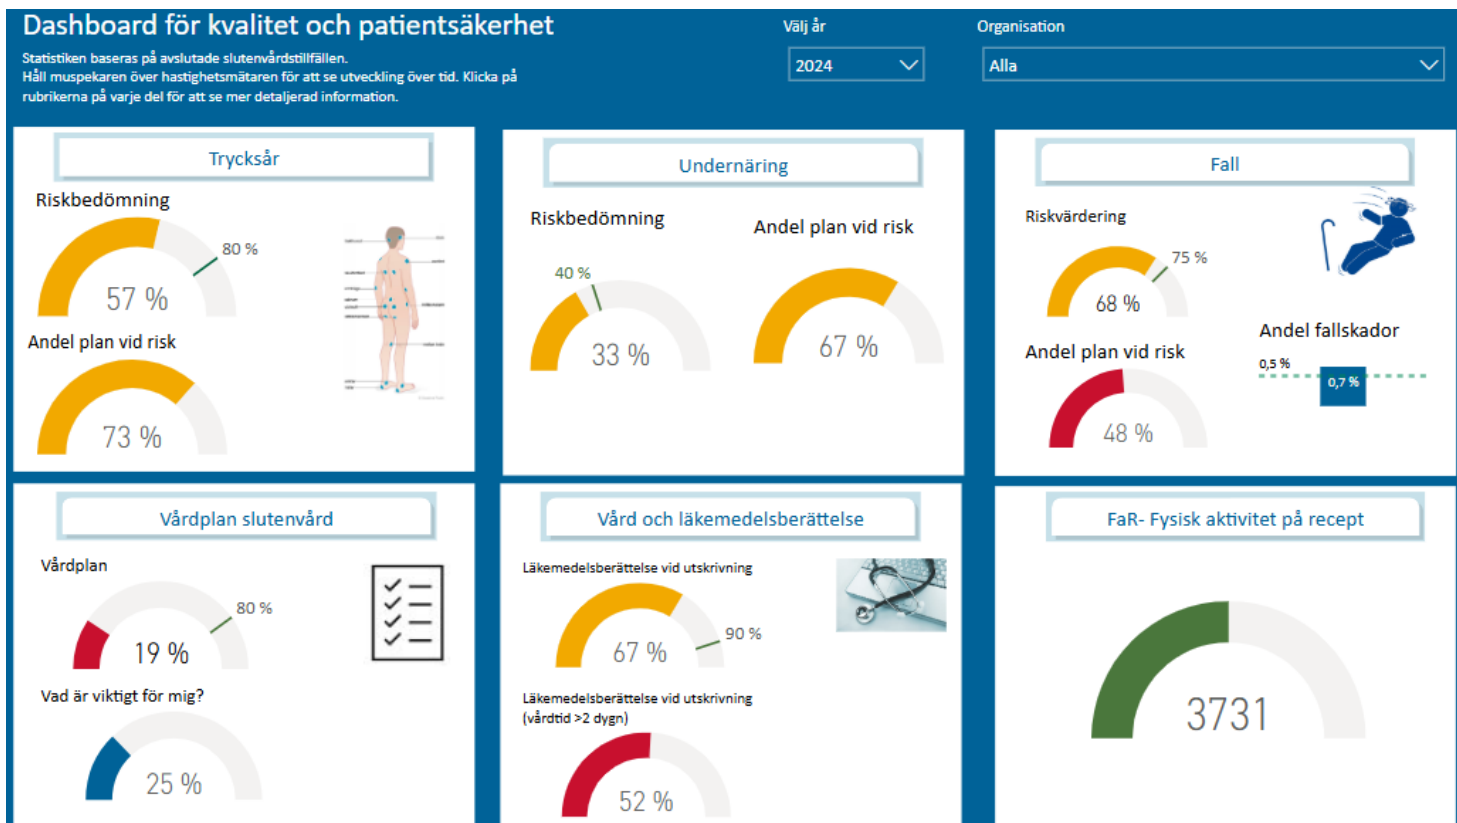 Dashboard för kvalitet och patientsäkerhet
Statistiken baseras på avslutade slutenvårdstillfällen.
Håll muspekaren över hastighetsmätaren för att se utveckling över tid. Klicka på
rubrikerna på varje del för att se mer detaljerad information.
Välj år
2024
Organisation
Alla
Trycksår
Riskbedömning
80 %
57 %
Andel plan vid risk
73 %
Undernäring
Riskbedömning
40 %
33 %
Andel plan vid risk
67 %
Fall
Riskvärdering
75 %
68 %
Andel plan vid risk
48 %
Andel fallskador
0,5 %
0,7 %
Vårdplan slutenvård
Vårdplan
80 %
19 %
Vad är viktigt för mig?
25 %
Vård och läkemedelsberättelse
Läkemedelsberättelse vid utskrivning
90 %
67 %
Läkemedelsberättelse vid utskrivning
(vårdtid >2 dygn)
52 %
FaR- Fysisk aktivitet på recept
3731